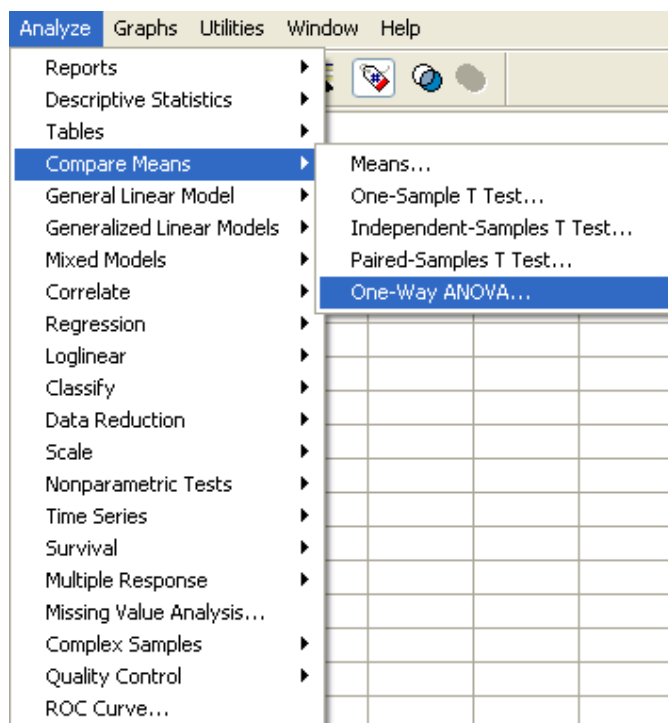 Analyze Graphs Utilities Window Help
Reports
Descriptive Statistics
Tables
Compare Means
General Linear Model
Generalized Linear Models
Mixed Models
Correlate
Regression
Loglinear
Classify
Data Reduction
Scale
Nonparametric Tests
Time Series
Survival
Multiple Response
Missing Value Analysis...
Complex Samples
Quality Control
ROC Curve...
Means...
One-Sample T Test...
Independent-Samples T Test...
Paired-Samples T Test...
One-Way ANOVA...